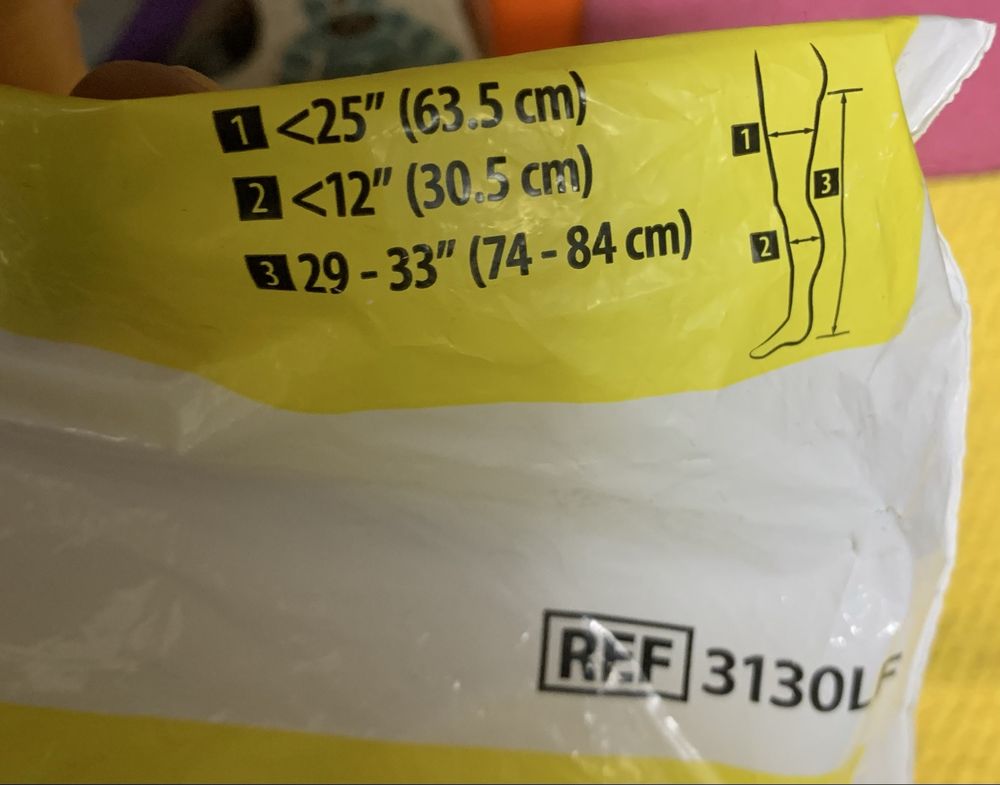 1 <25" (63.5 cm)
2 <12" (30.5 cm)
3 29 - 33" (74 - 84 cm)
1
3
2
REF 3130LF